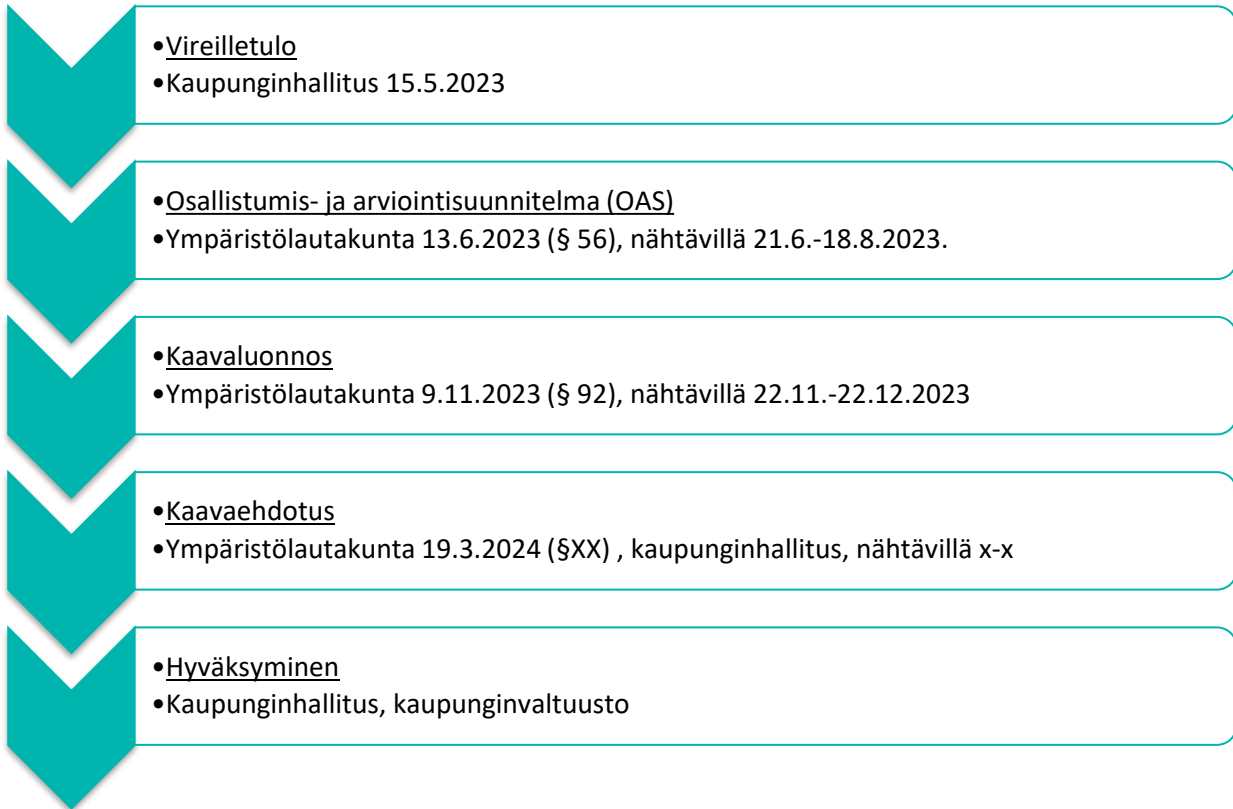 •Vireilletulo
•Kaupunginhallitus 15.5.2023
•Osallistumis- ja arviointisuunnitelma (OAS)
•Ympäristölautakunta 13.6.2023 (§ 56), nähtävillä 21.6.-18.8.2023.
•Kaavaluonnos
•Ympäristölautakunta 9.11.2023 (§ 92), nähtävillä 22.11.-22.12.2023
•Kaavaehdotus
•Ympäristölautakunta 19.3.2024 (§XX) , kaupunginhallitus, nähtävillä x-x
•Hyväksyminen
•Kaupunginhallitus, kaupunginvaltuusto